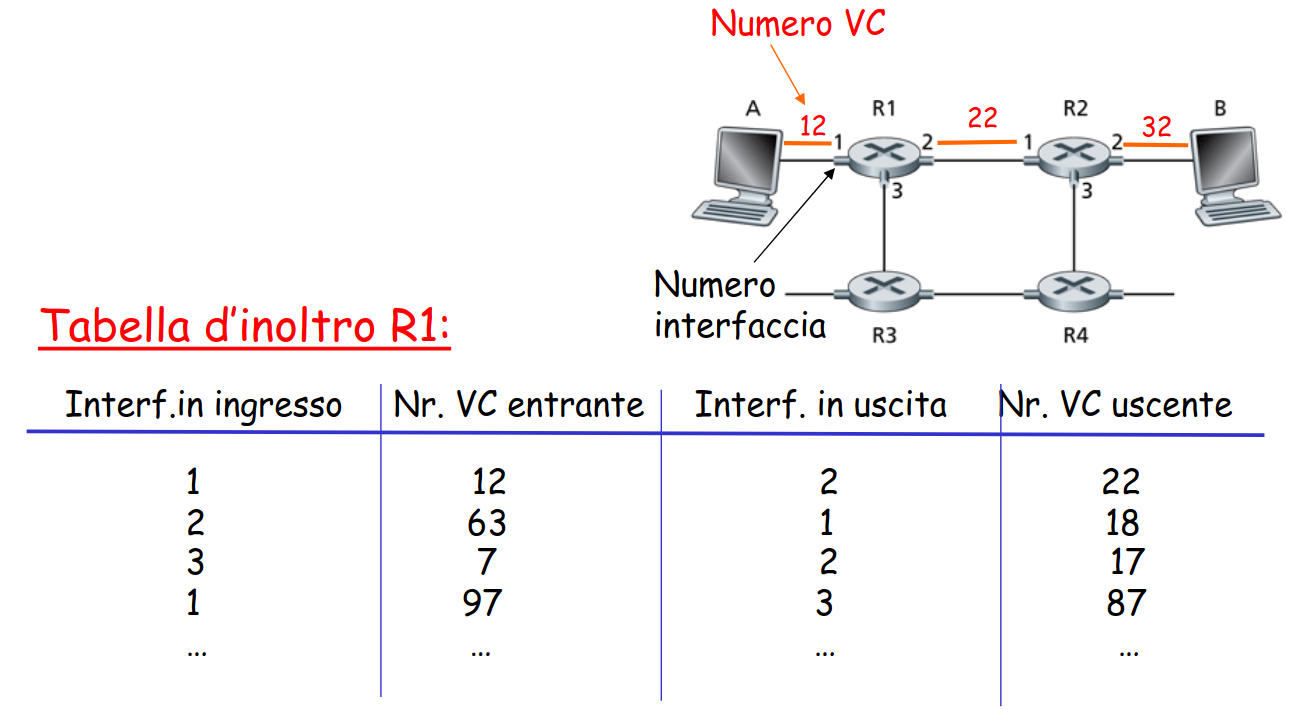 Numero VC
A R1 R2 B
12 22 32
1 2 1 2
3 3
Numero
interfaccia
R3 R4
Tabella d'inoltro R1:
Interf.in ingresso Nr. VC entrante Interf. in uscita Nr. VC uscente
1 12 2 22
2 63 1 18
3 7 2 17
1 97 3 87
… … … …